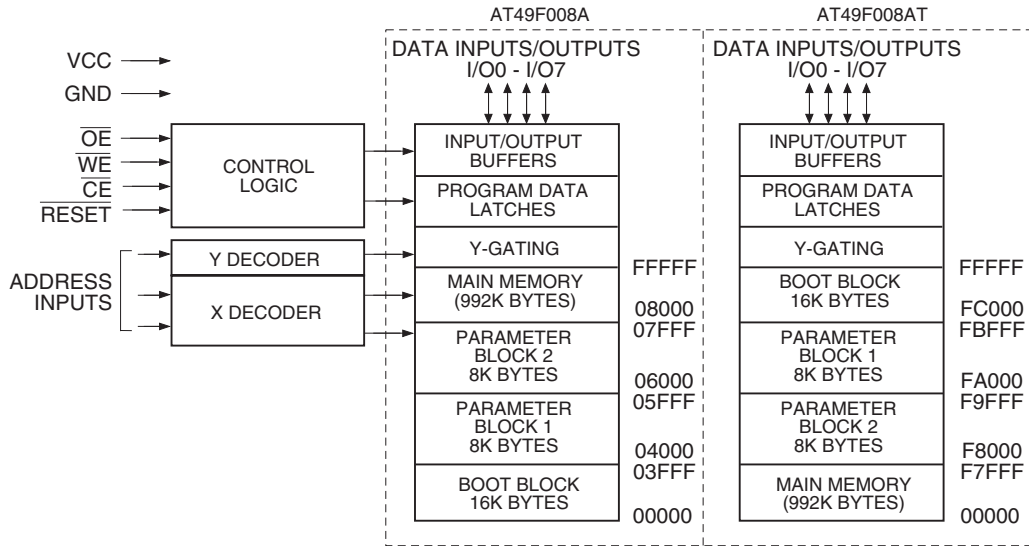 AT49F008A
AT49F008AT
DATA INPUTS/OUTPUTS
I/O0 - I/O7
DATA INPUTS/OUTPUTS
I/O0 - I/O7
VCC
GND
OE
WE
CE
RESET
CONTROL
LOGIC
ADDRESS
INPUTS
Y DECODER
X DECODER
INPUT/OUTPUT
BUFFERS
PROGRAM DATA
LATCHES
Y-GATING
MAIN MEMORY
(992K BYTES)
PARAMETER
BLOCK 2
8K BYTES
PARAMETER
BLOCK 1
8K BYTES
BOOT BLOCK
16K BYTES
FFFFF
08000
07FFF
06000
05FFF
04000
03FFF
00000
INPUT/OUTPUT
BUFFERS
PROGRAM DATA
LATCHES
Y-GATING
BOOT BLOCK
16K BYTES
PARAMETER
BLOCK 1
8K BYTES
PARAMETER
BLOCK 2
8K BYTES
MAIN MEMORY
(992K BYTES)
FFFFF
FC000
FBFFF
FA000
F9FFF
F8000
F7FFF
00000